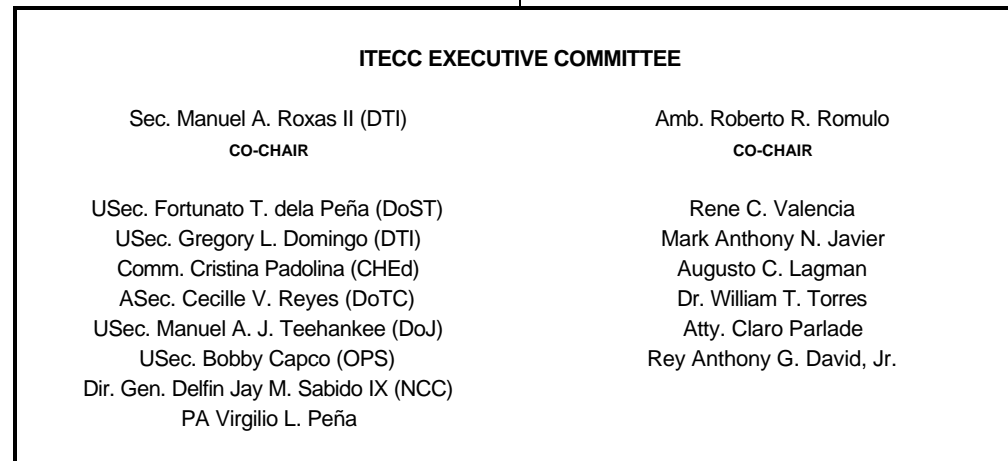 ITECC EXECUTIVE COMMITTEE
Sec. Manuel A. Roxas II (DTI)
CO-CHAIR
USec. Fortunato T. dela Peña (DoST)
USec. Gregory L. Domingo (DTI)
Comm. Cristina Padolina (CHEd)
ASec. Cecille V. Reyes (DoTC)
USec. Manuel A. J. Teehankee (DoJ)
USec. Bobby Capco (OPS)
Dir. Gen. Delfin Jay M. Sabido IX (NCC)
PA Virgilio L. Peña
Amb. Roberto R. Romulo
CO-CHAIR
Rene C. Valencia
Mark Anthony N. Javier
Augusto C. Lagman
Dr. William T. Torres
Atty. Claro Parlade
Rey Anthony G. David, Jr.